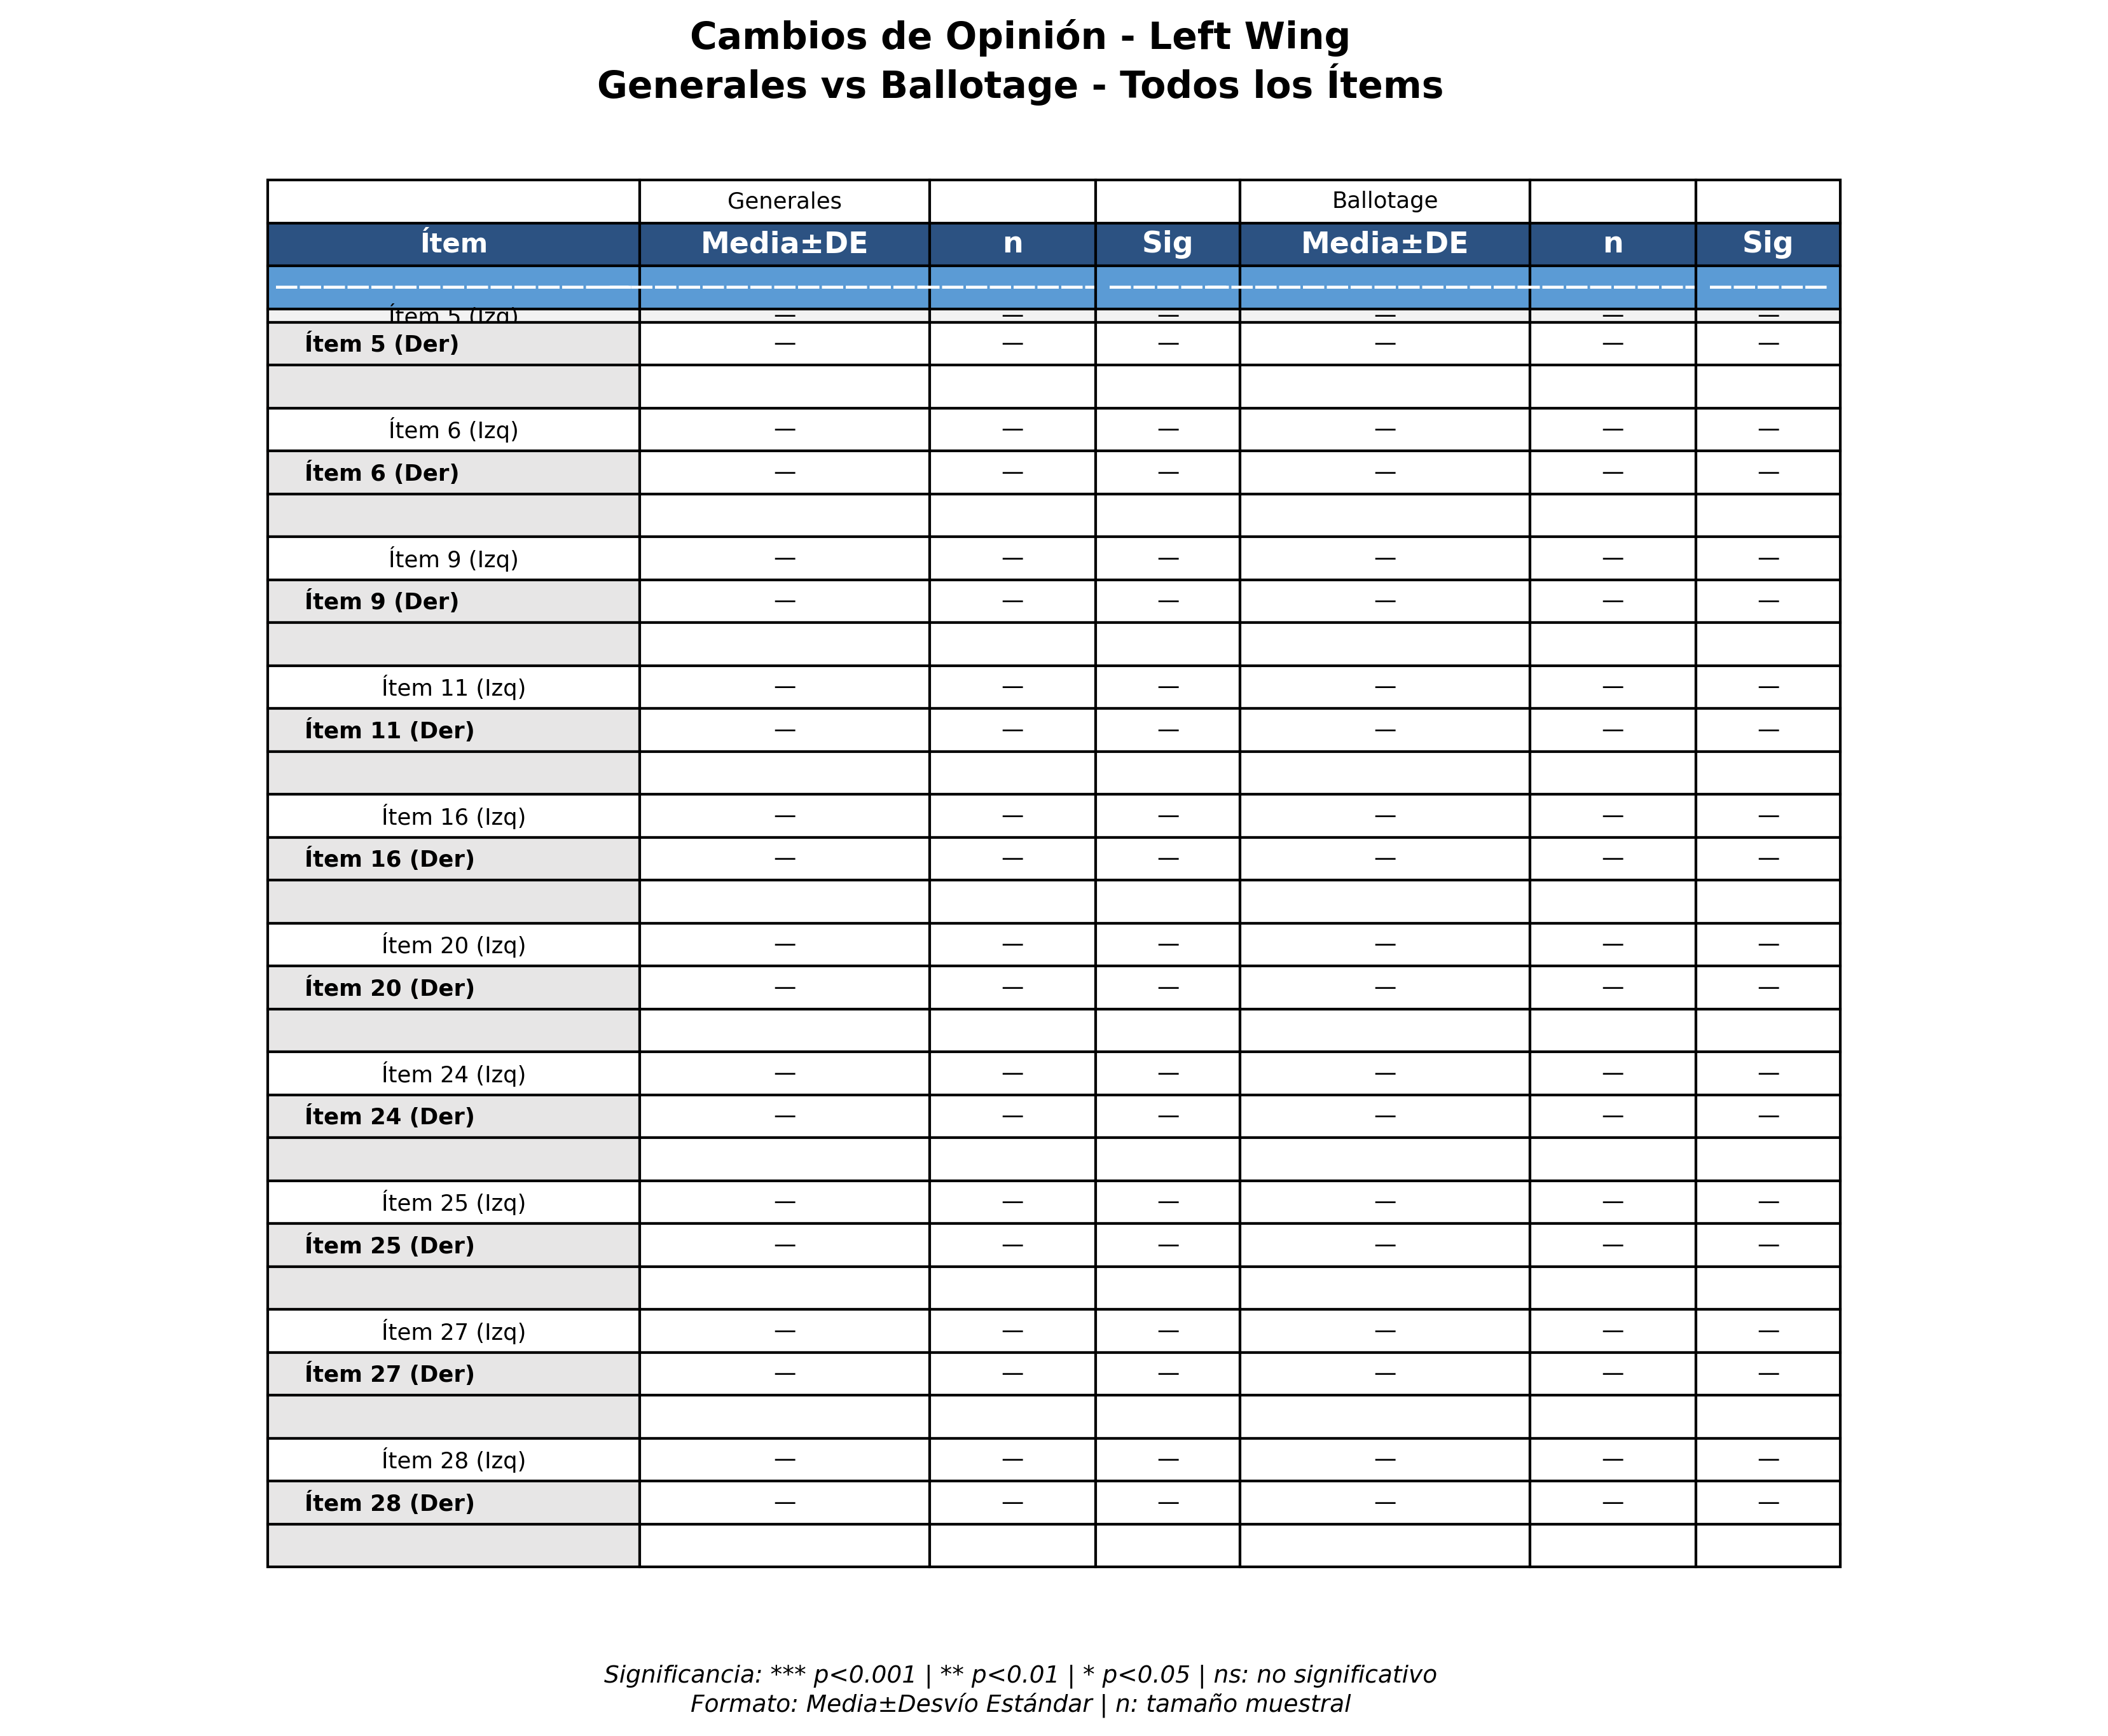 Cambios de Opinión - Left Wing
Generales vs Ballotage - Todos los Ítems
Generales Ballotage
Ítem Media±DE n Sig Media±DE n Sig
Ítem 5 (Izq) — — — — — —
Ítem 5 (Der) — — — — — —
Ítem 6 (Izq) — — — — — —
Ítem 6 (Der) — — — — — —
Ítem 9 (Izq) — — — — — —
Ítem 9 (Der) — — — — — —
Ítem 11 (Izq) — — — — — —
Ítem 11 (Der) — — — — — —
Ítem 16 (Izq) — — — — — —
Ítem 16 (Der) — — — — — —
Ítem 20 (Izq) — — — — — —
Ítem 20 (Der) — — — — — —
Ítem 24 (Izq) — — — — — —
Ítem 24 (Der) — — — — — —
Ítem 25 (Izq) — — — — — —
Ítem 25 (Der) — — — — — —
Ítem 27 (Izq) — — — — — —
Ítem 27 (Der) — — — — — —
Ítem 28 (Izq) — — — — — —
Ítem 28 (Der) — — — — — —
Significancia: *** p<0.001 | ** p<0.01 | * p<0.05 | ns: no significativo
Formato: Media±Desvío Estándar | n: tamaño muestral